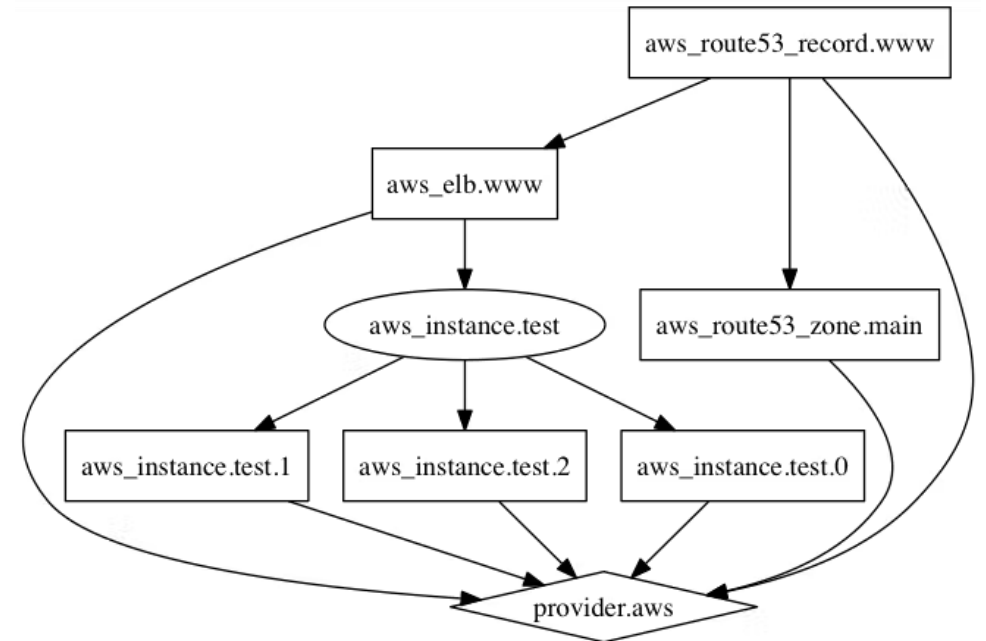 aws_route53_record.www
aws_elb.www
aws_instance.test
aws_route53_zone.main
aws_instance.test.1
aws_instance.test.2
aws_instance.test.0
provider.aws